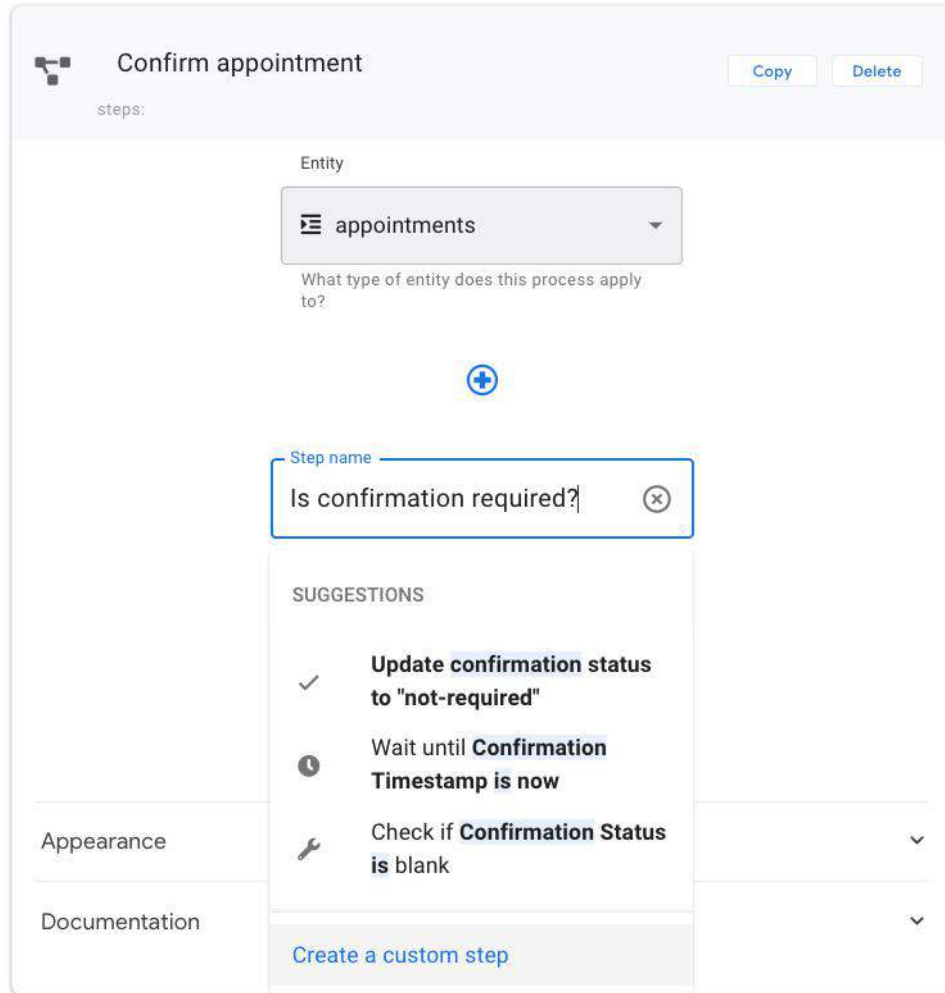 Confirm appointment
Copy
Delete
steps:
Entity
appointments
What type of entity does this process apply
to?
Step name
Is confirmation required?
SUGGESTIONS
Update confirmation status
to "not-required"
Wait until Confirmation
Timestamp is now
Check if Confirmation Status
is blank
Appearance
Documentation
Create a custom step